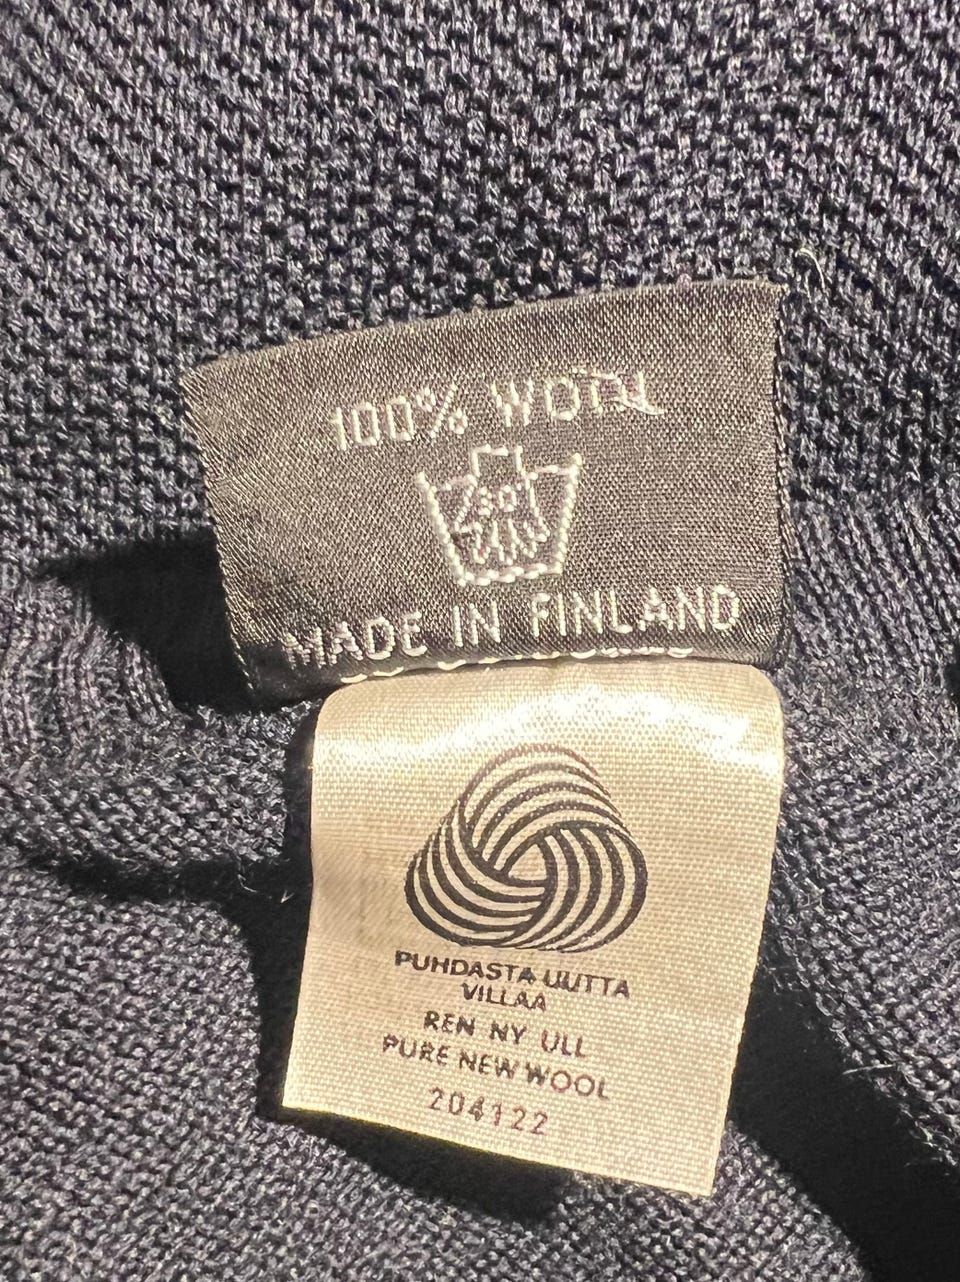 100% WOOL
30°
MADE IN FINLAND
PUHDASTA UUTTA
VILLAA
REN NY ULL
PURE NEW WOOL
204122